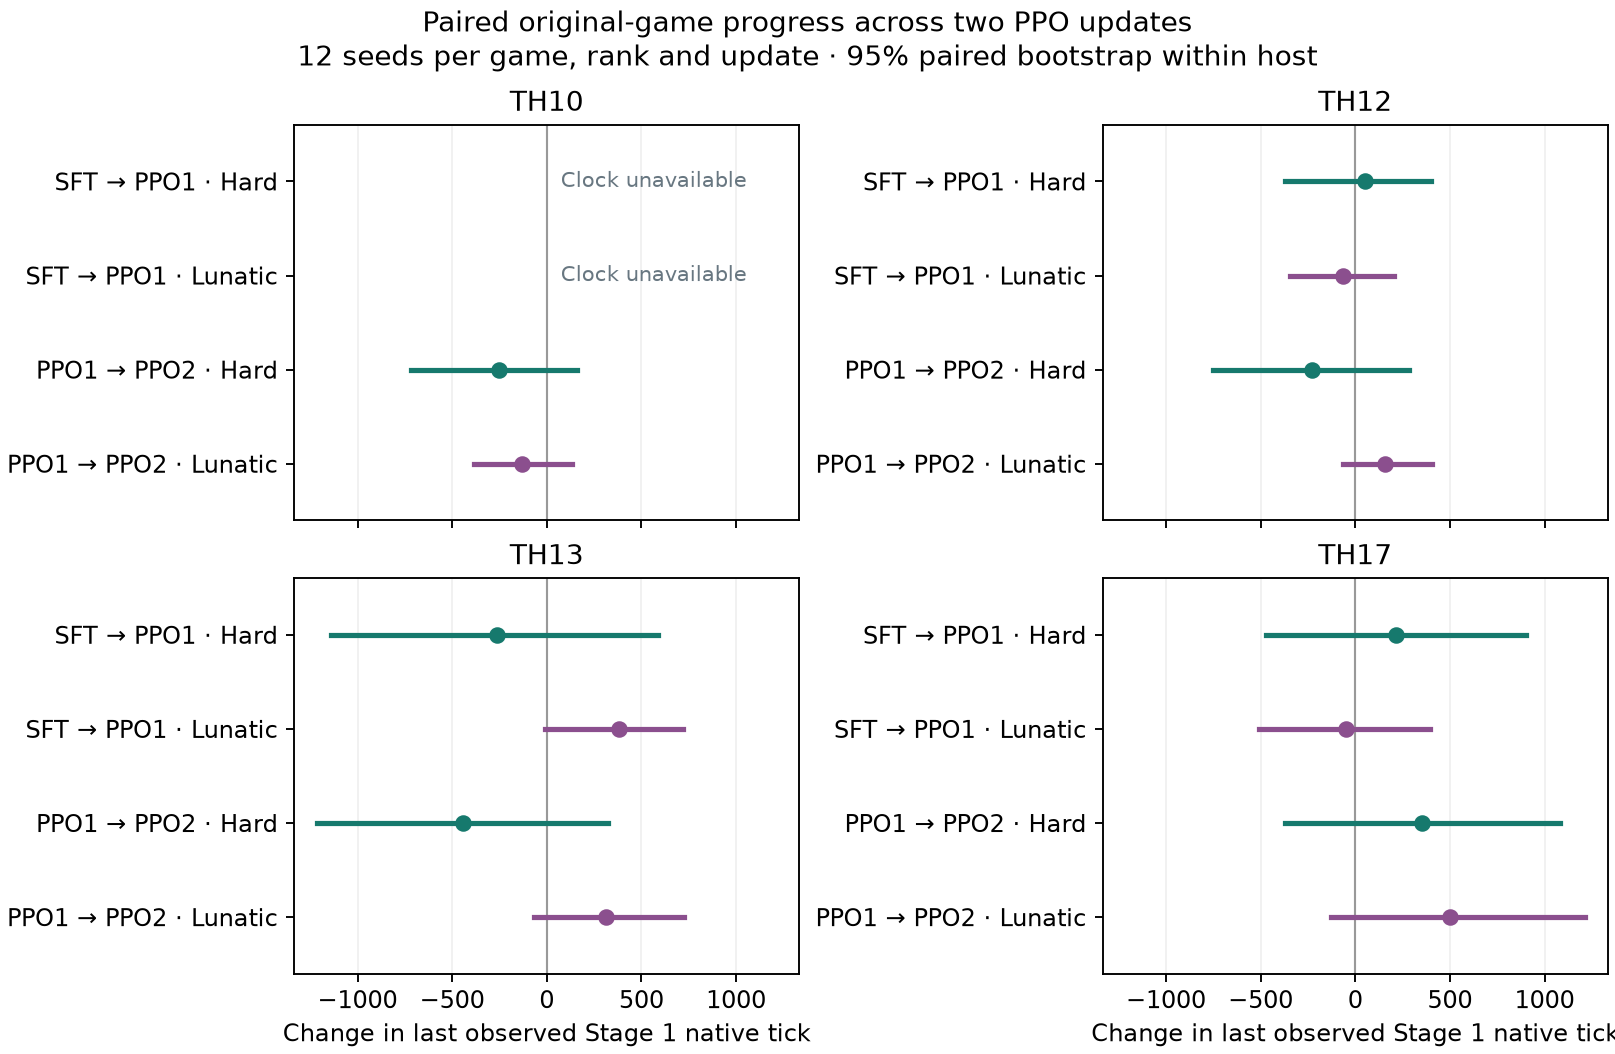 Paired original-game progress across two PPO updates
12 seeds per game, rank and update · 95% paired bootstrap within host
TH10
SFT → PPO1 · Hard
Clock unavailable
SFT → PPO1 · Lunatic
Clock unavailable
PPO1 → PPO2 · Hard
PPO1 → PPO2 · Lunatic
TH12
SFT → PPO1 · Hard
SFT → PPO1 · Lunatic
PPO1 → PPO2 · Hard
PPO1 → PPO2 · Lunatic
TH13
SFT → PPO1 · Hard
SFT → PPO1 · Lunatic
PPO1 → PPO2 · Hard
PPO1 → PPO2 · Lunatic
−1000 −500 0 500 1000
Change in last observed Stage 1 native tick
TH17
SFT → PPO1 · Hard
SFT → PPO1 · Lunatic
PPO1 → PPO2 · Hard
PPO1 → PPO2 · Lunatic
−1000 −500 0 500 1000
Change in last observed Stage 1 native tick